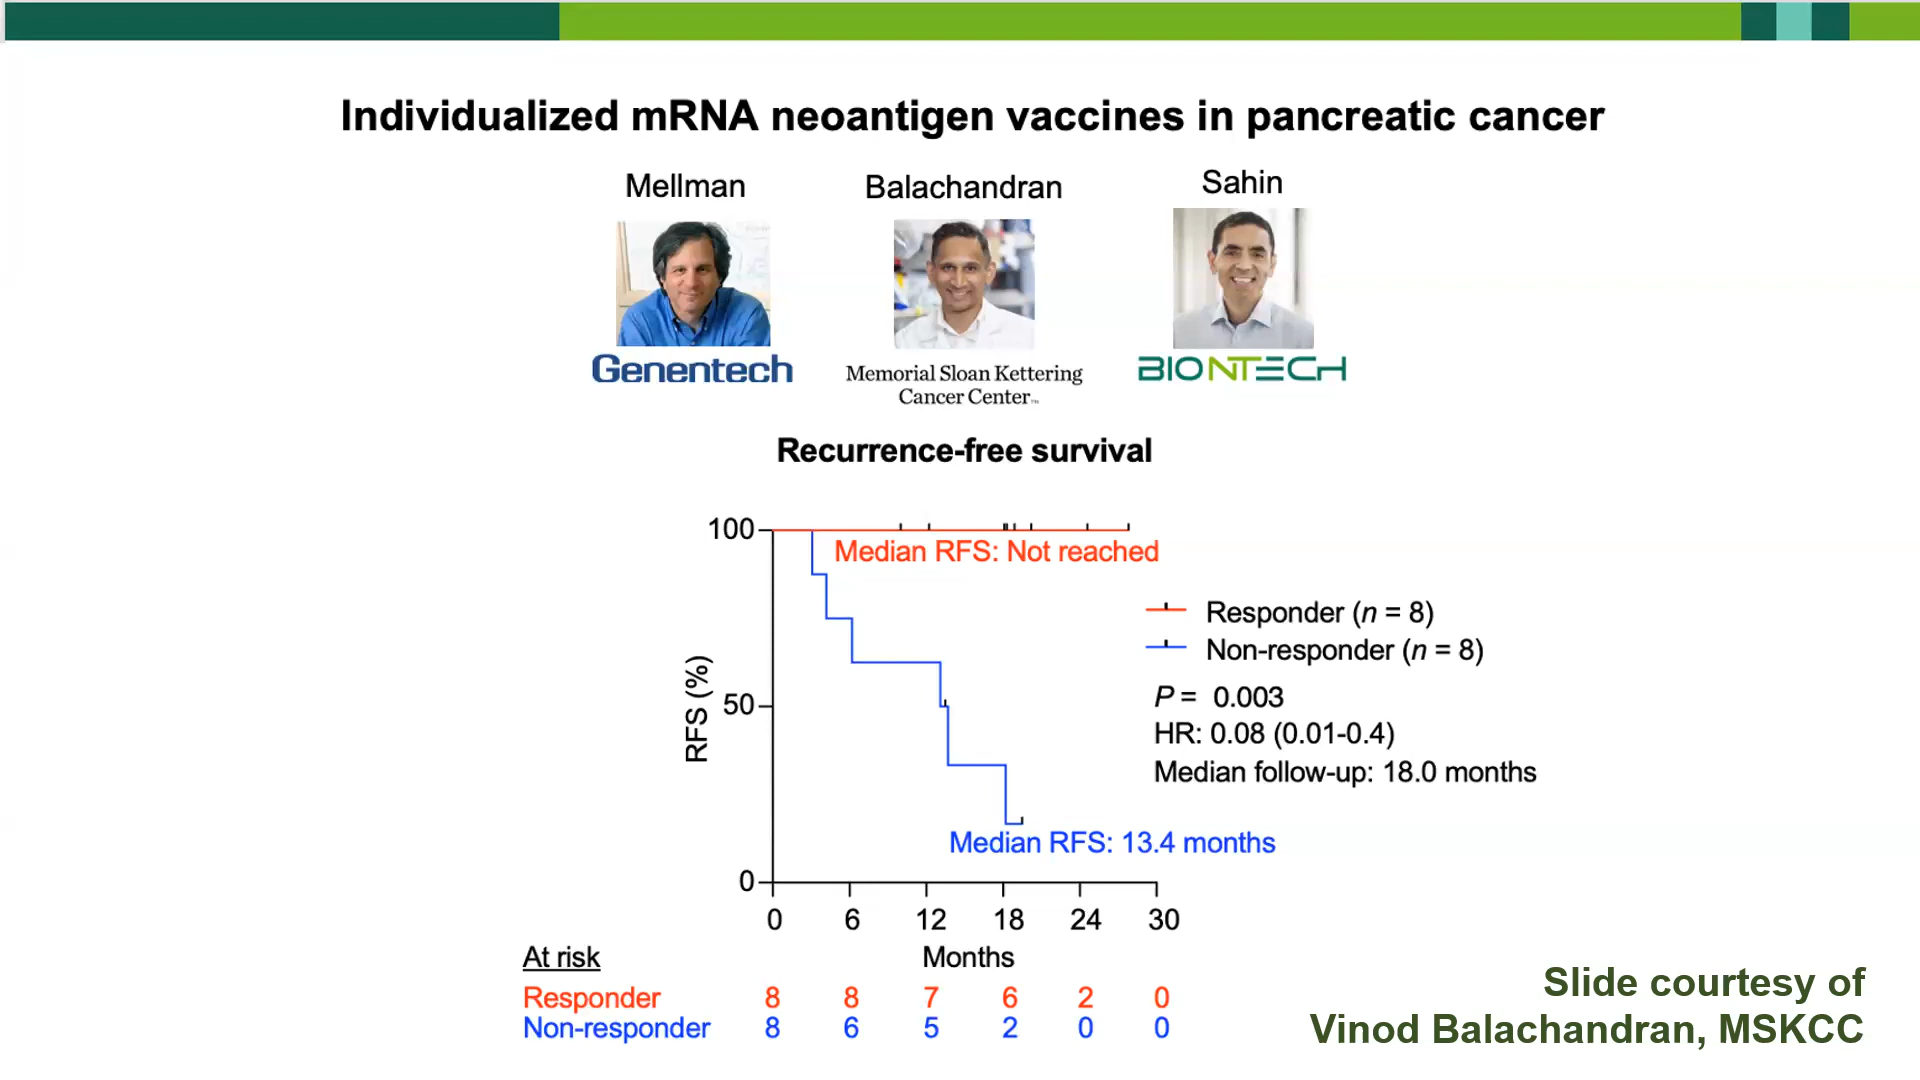 Individualized mRNA neoantigen vaccines in pancreatic cancer
Mellman
Balachandran
Sahin
Genentech
Memorial Sloan Kettering
Cancer Center™
BIONTECH
Recurrence-free survival
100
50
0
RFS (%)
Median RFS: Not reached
Median RFS: 13.4 months
Responder (n = 8)
Non-responder (n = 8)
P = 0.003
HR: 0.08 (0.01-0.4)
Median follow-up: 18.0 months
0 6 12 18 24 30
At risk
Months
Responder 8 8 7 6 2 0
Non-responder 8 6 5 2 0 0
Slide courtesy of
Vinod Balachandran, MSKCC